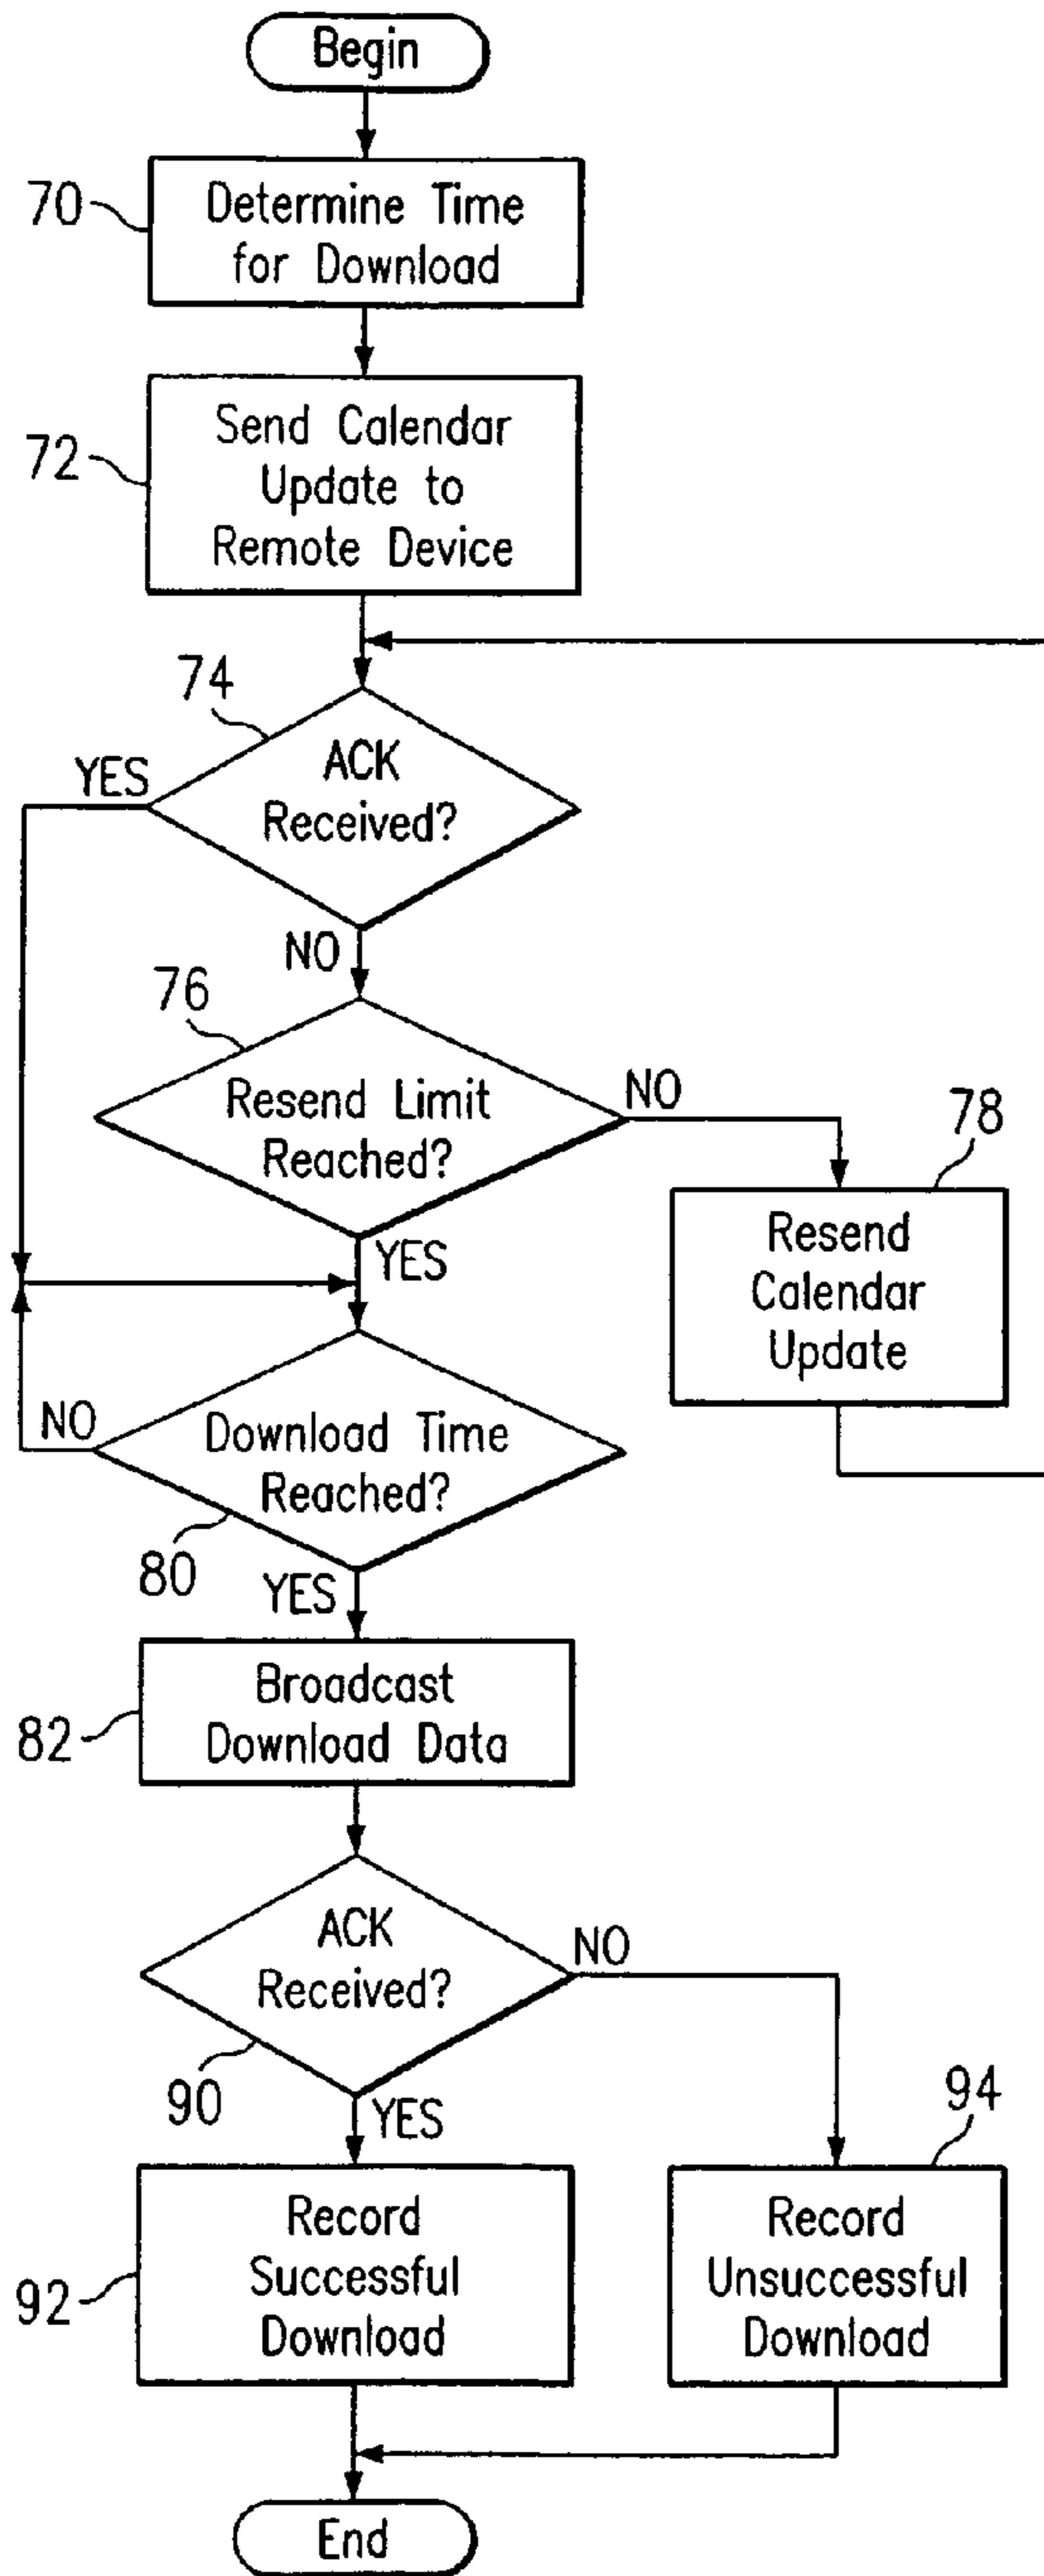 Begin
70
Determine Time
for Download
72
Send Calendar
Update to
Remote Device
74
ACK
Received?
YES
NO
76
Resend Limit
Reached?
NO
YES
78
Resend
Calendar
Update
Download Time
Reached?
NO
80
YES
82
Broadcast
Download Data
ACK
Received?
NO
90
YES
94
92
Record
Successful
Download
Record
Unsuccessful
Download
End